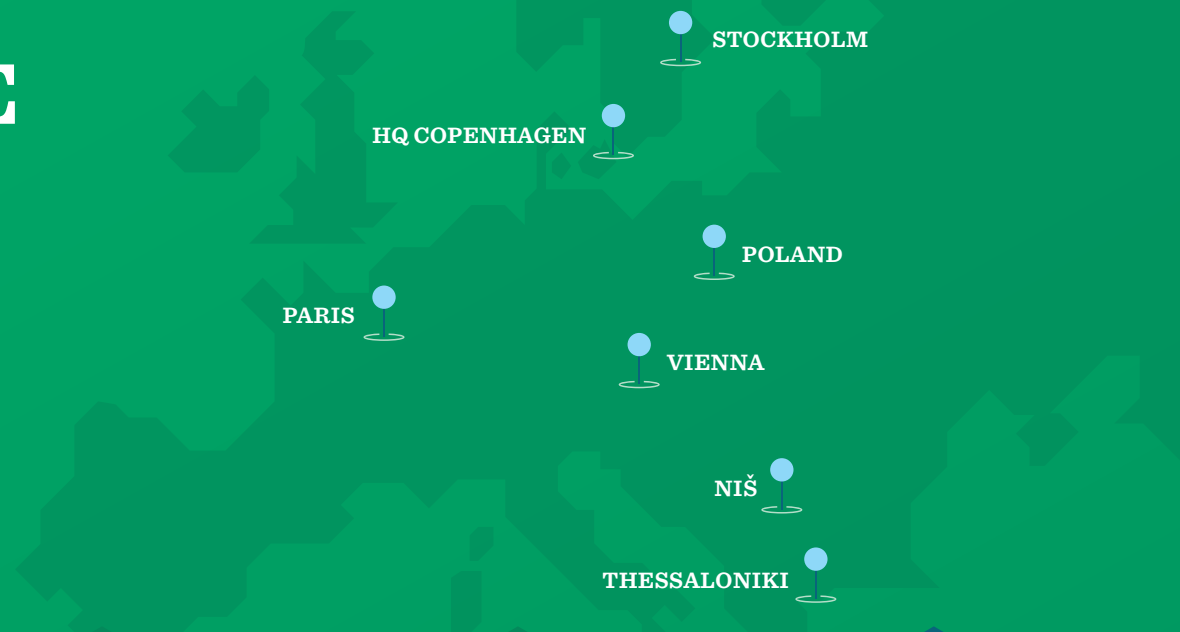 STOCKHOLM
HQ COPENHAGEN
POLAND
PARIS
VIENNA
NIŠ
THESSALONIKI